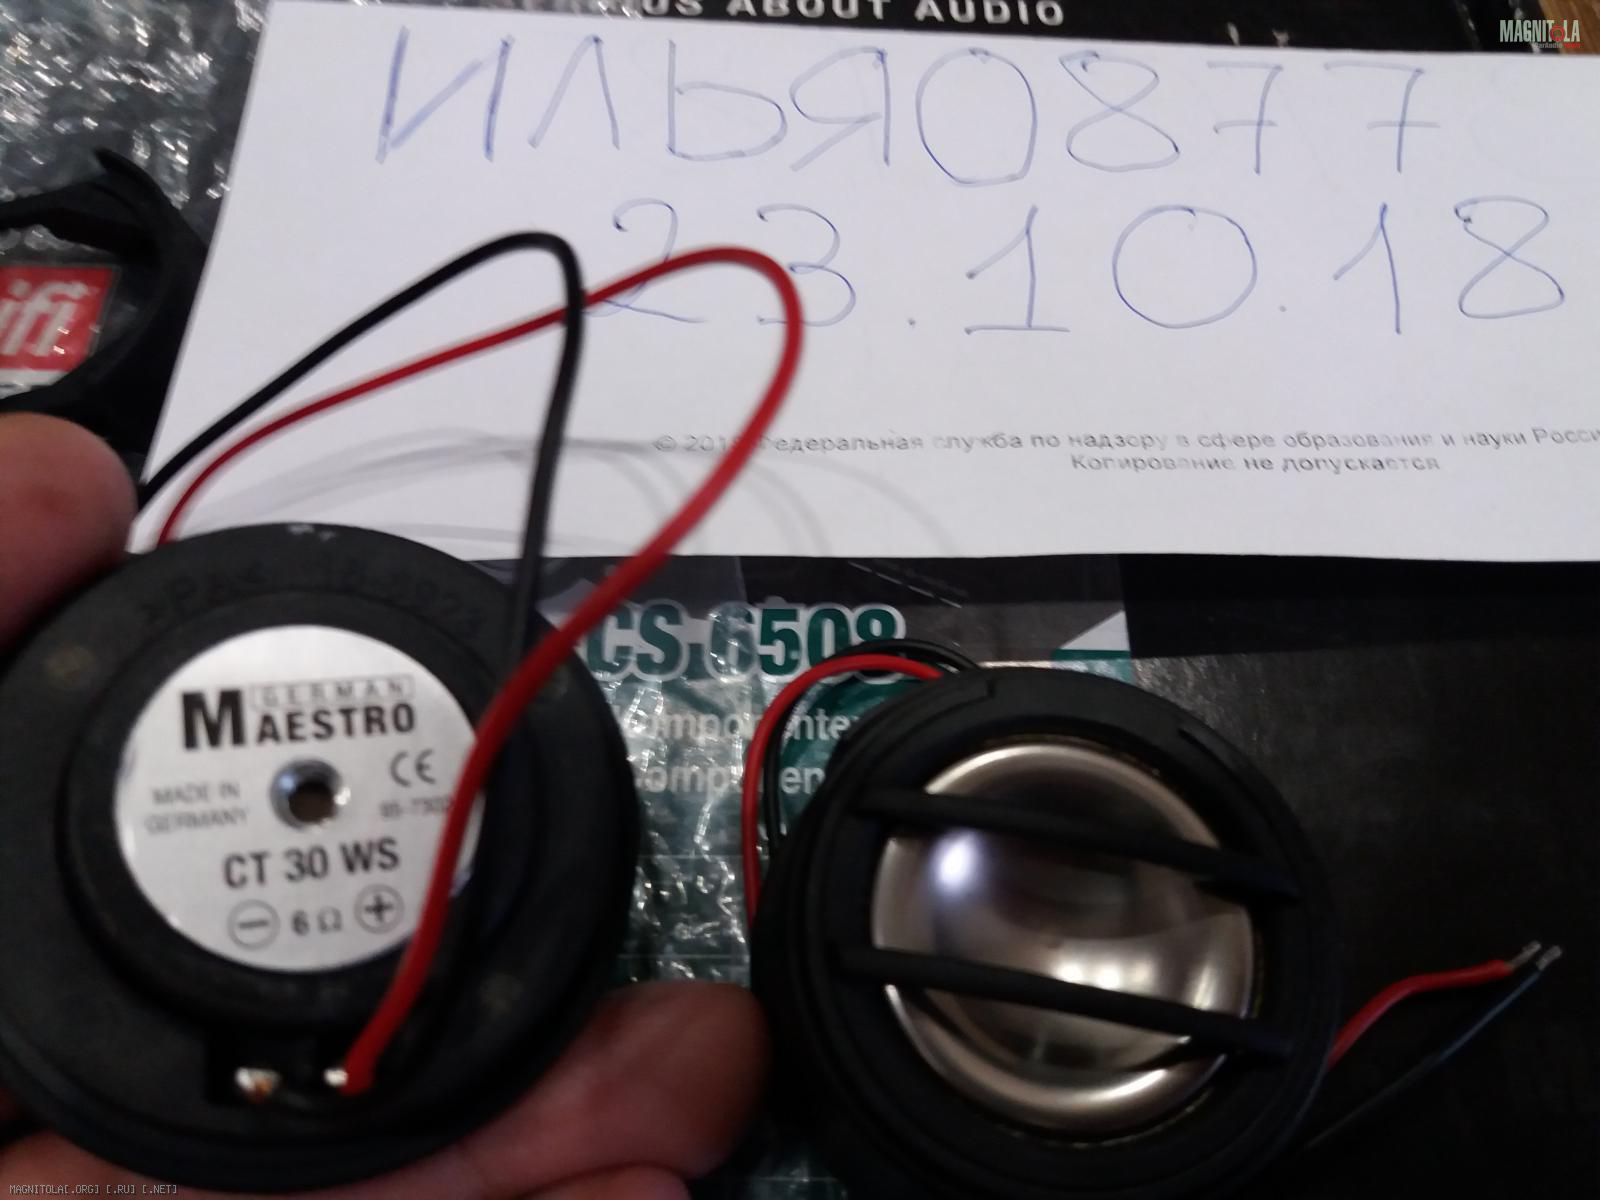 SERIOUS ABOUT AUDIO
MAGNITOLA
ИЛЬЯ0877
23.10.18
ifi
Федеральная служба по надзору в сфере образования и науки Росси
Копирование не допускается
CS 6508
GERMAN
MAESTRO
CE
MADE IN
GERMANY
CT 30 WS
− 6 Ω +
MAGNITOLA[.ORG] [.RU] [.NET]